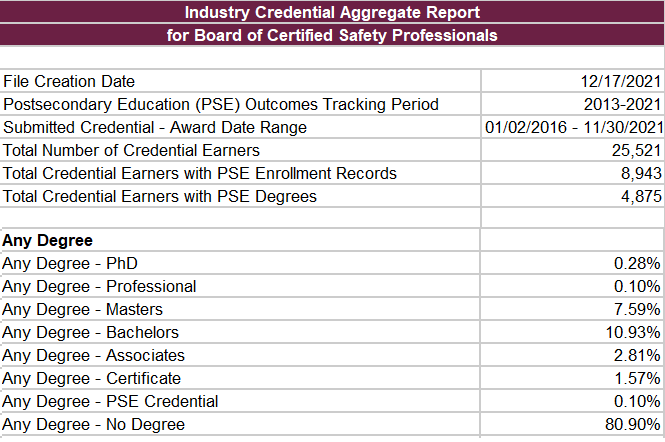 Industry Credential Aggregate Report
for Board of Certified Safety Professionals
File Creation Date 12/17/2021
Postsecondary Education (PSE) Outcomes Tracking Period 2013-2021
Submitted Credential - Award Date Range 01/02/2016 - 11/30/2021
Total Number of Credential Earners 25,521
Total Credential Earners with PSE Enrollment Records 8,943
Total Credential Earners with PSE Degrees 4,875
Any Degree
Any Degree - PhD 0.28%
Any Degree - Professional 0.10%
Any Degree - Masters 7.59%
Any Degree - Bachelors 10.93%
Any Degree - Associates 2.81%
Any Degree - Certificate 1.57%
Any Degree - PSE Credential 0.10%
Any Degree - No Degree 80.90%